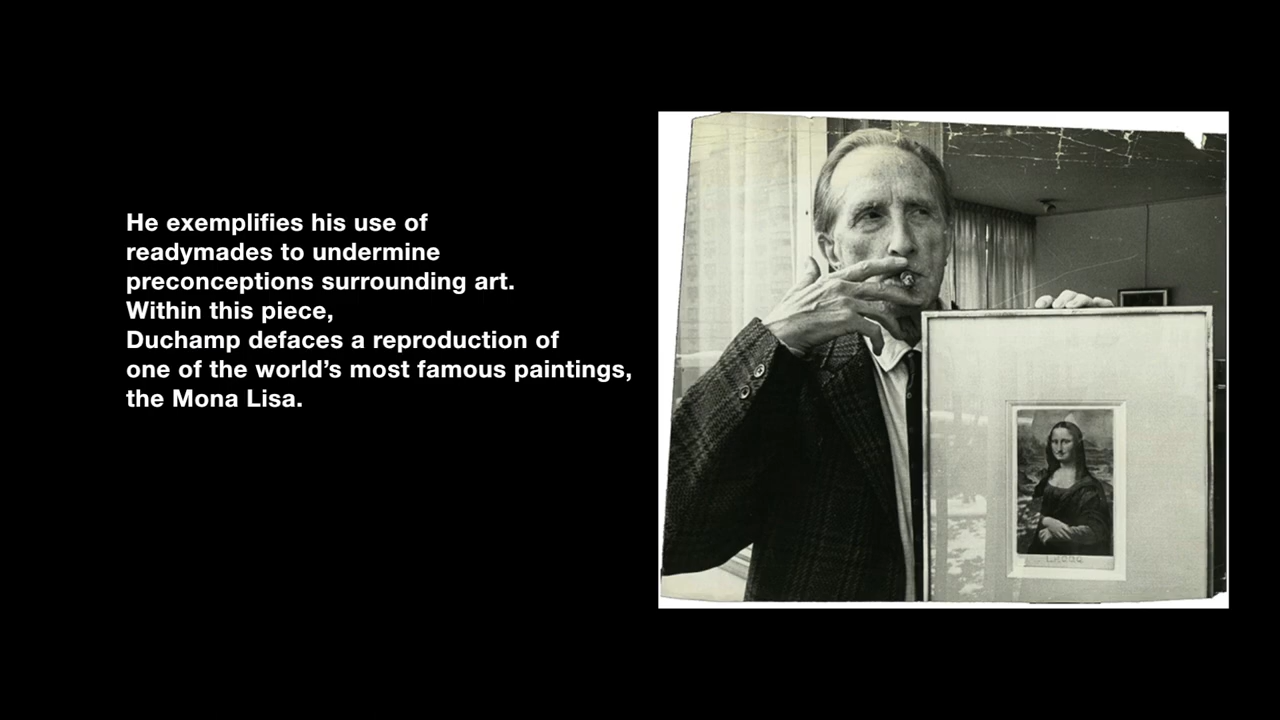 He exemplifies his use of
readymades to undermine
preconceptions surrounding art.
Within this piece,
Duchamp defaces a reproduction of
one of the world’s most famous paintings,
the Mona Lisa.